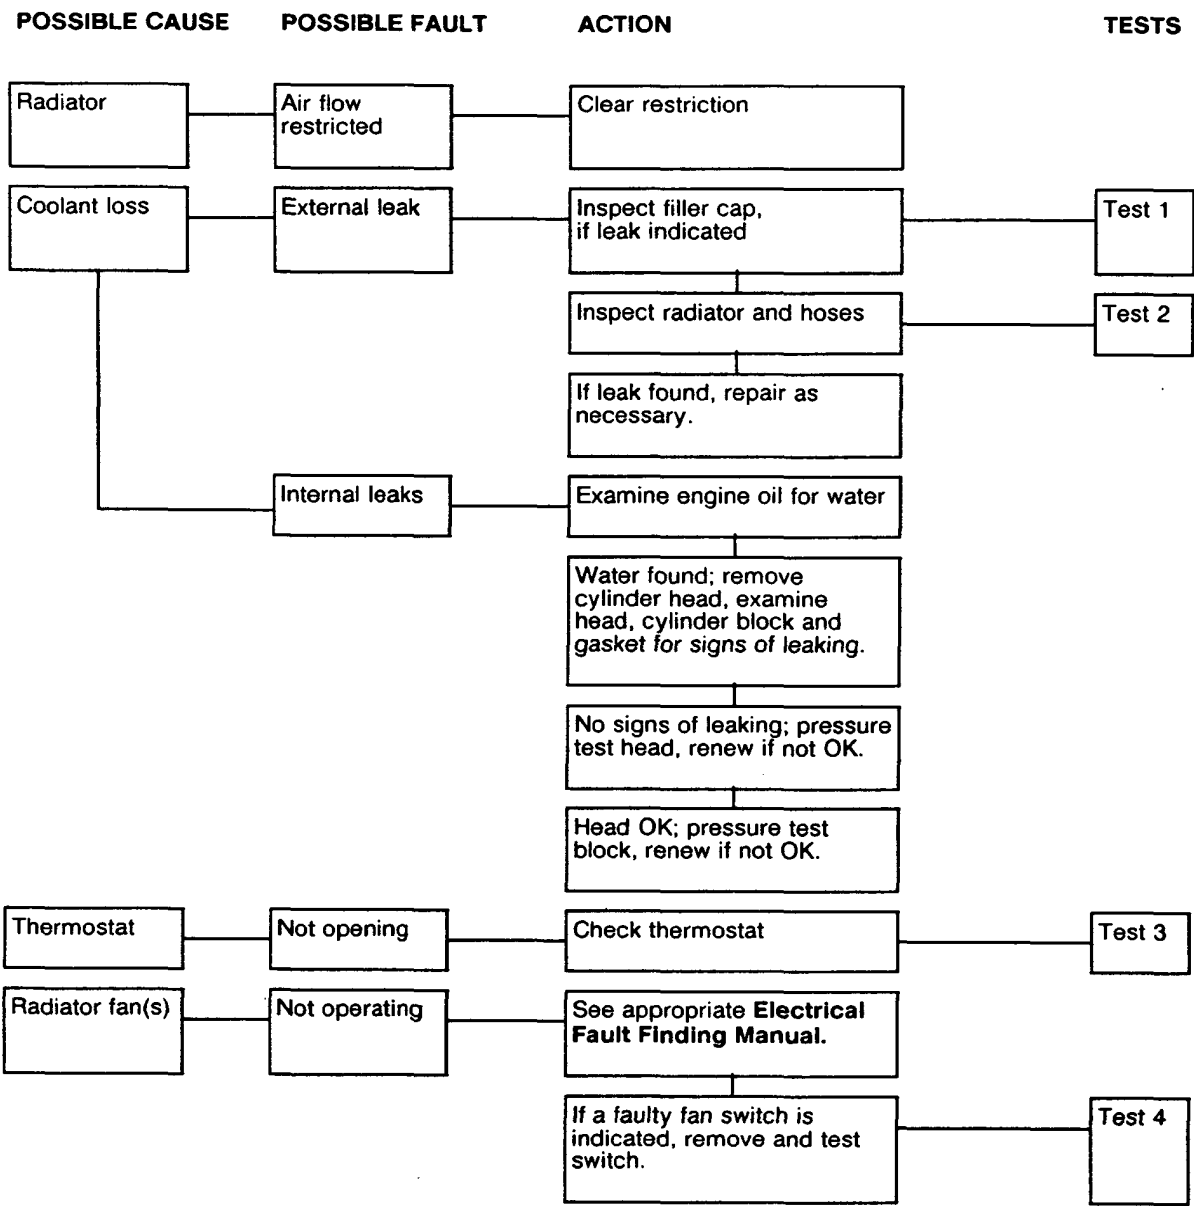 POSSIBLE CAUSE POSSIBLE FAULT ACTION TESTS
Radiator
Air flow
restricted
Clear restriction
Coolant loss
External leak
Inspect filler cap,
if leak indicated
Test 1
Inspect radiator and hoses
Test 2
If leak found, repair as
necessary.
Internal leaks
Examine engine oil for water
Water found; remove
cylinder head, examine
head, cylinder block and
gasket for signs of leaking.
No signs of leaking; pressure
test head, renew if not OK.
Head OK; pressure test
block, renew if not OK.
Thermostat
Not opening
Check thermostat
Test 3
Radiator fan(s)
Not operating
See appropriate Electrical
Fault Finding Manual.
If a faulty fan switch is
indicated, remove and test
switch.
Test 4